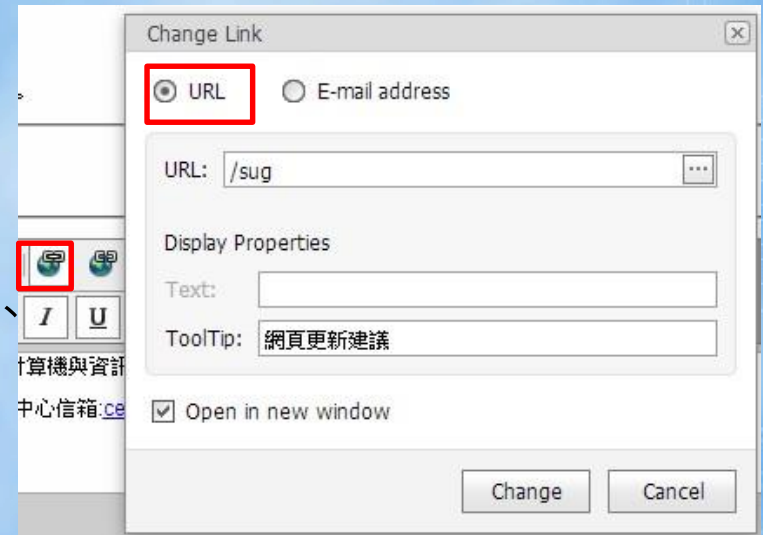 Change Link
URL
E-mail address
URL: /sug ...
Display Properties
Text:
ToolTip: 網頁更新建議
Open in new window
Change Cancel
。
、
I U
計算機與資訊
中心信箱:ce